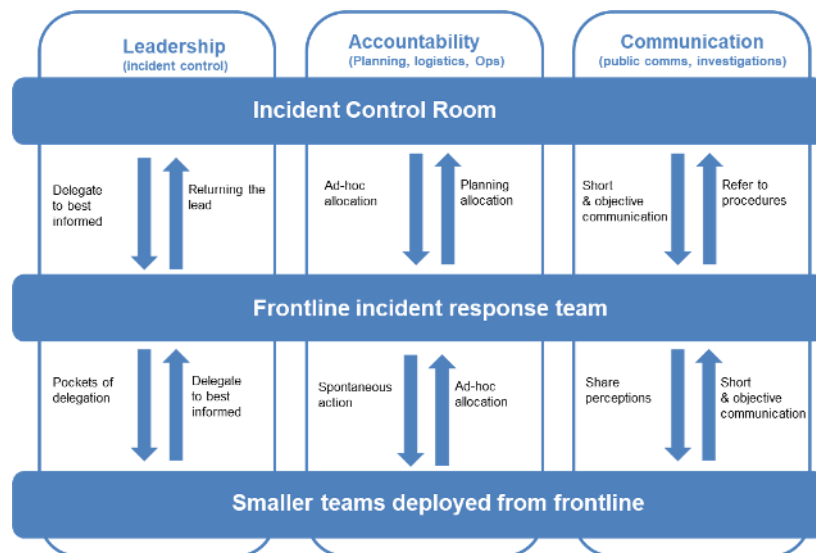 Leadership
(incident control)
Accountability
(Planning, logistics, Ops)
Communication
(public comms, investigations)
Incident Control Room
Delegate
to best
informed
Returning the
lead
Ad-hoc
allocation
Planning
allocation
Short
& objective
communication
Refer to
procedures
Frontline incident response team
Pockets of
delegation
Delegate
to best
informed
Spontaneous
action
Ad-hoc
allocation
Share
perceptions
Short
& objective
communication
Smaller teams deployed from frontline